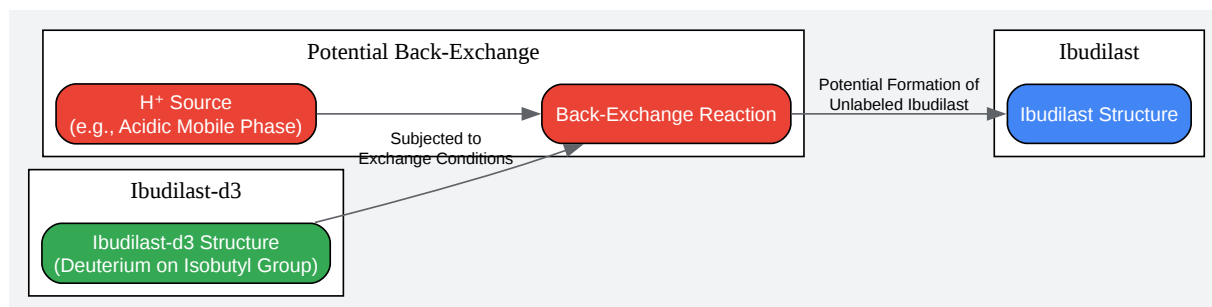 Potential Back-Exchange
H⁺ Source
(e.g., Acidic Mobile Phase)
Back-Exchange Reaction
Potential Formation of
Unlabeled Ibudilast
Ibudilast
Ibudilast Structure
Subjected to
Exchange Conditions
Ibudilast-d3
Ibudilast-d3 Structure
(Deuterium on Isobutyl Group)